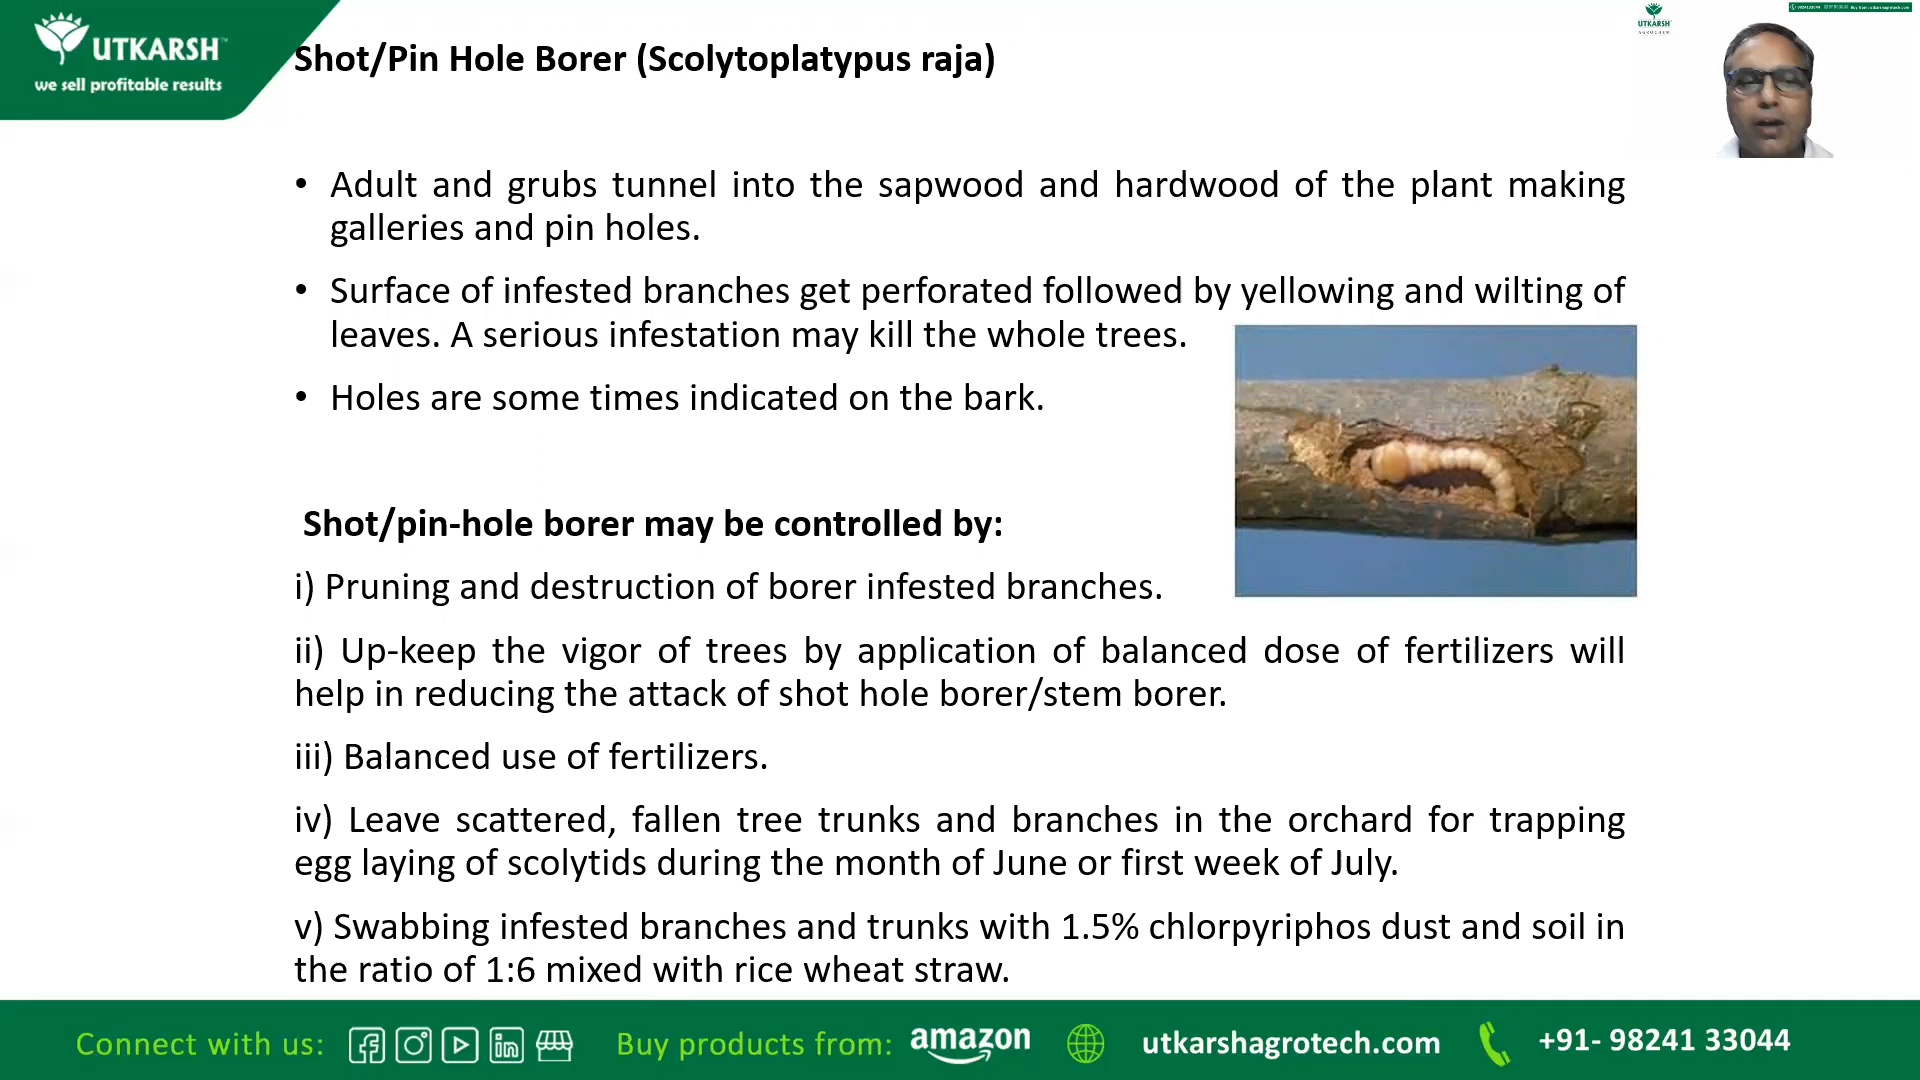 UTKARSH™
we sell profitable results
Shot/Pin Hole Borer (Scolytoplatypus raja)
UTKARSH
AGROCHEM
• Adult and grubs tunnel into the sapwood and hardwood of the plant making
galleries and pin holes.
• Surface of infested branches get perforated followed by yellowing and wilting of
leaves. A serious infestation may kill the whole trees.
• Holes are some times indicated on the bark.
Shot/pin-hole borer may be controlled by:
i) Pruning and destruction of borer infested branches.
ii) Up-keep the vigor of trees by application of balanced dose of fertilizers will
help in reducing the attack of shot hole borer/stem borer.
iii) Balanced use of fertilizers.
iv) Leave scattered, fallen tree trunks and branches in the orchard for trapping
egg laying of scolytids during the month of June or first week of July.
v) Swabbing infested branches and trunks with 1.5% chlorpyriphos dust and soil in
the ratio of 1:6 mixed with rice wheat straw.
Connect with us: Buy products from: amazon utkarshagrotech.com +91- 98241 33044